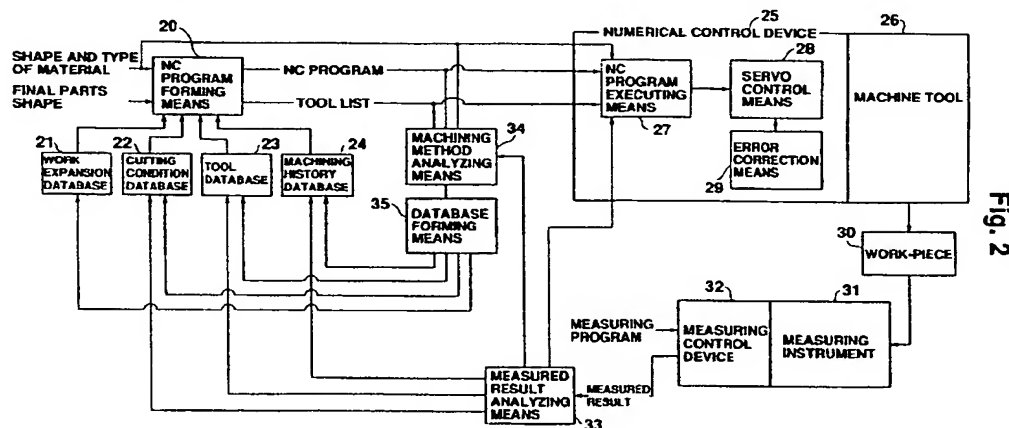 25
NUMERICAL CONTROL DEVICE
26
20
28
SHAPE AND TYPE
OF MATERIAL
NC
PROGRAM
FORMING
MEANS
NC PROGRAM
NC
PROGRAM
EXECUTING
MEANS
27
SERVO
CONTROL
MEANS
MACHINE TOOL
FINAL PARTS
SHAPE
TOOL LIST
21
22
23
24
MACHINING
METHOD
ANALYZING
MEANS
34
ERROR
CORRECTION
MEANS
29
WORK
EXPANSION
DATABASE
CUTTING
CONDITION
DATABASE
TOOL
DATABASE
MACHINING
HISTORY
DATABASE
35
DATABASE
FORMING
MEANS
30
WORK-PIECE
32
31
MEASURING
PROGRAM
MEASURING
CONTROL
DEVICE
MEASURING
INSTRUMENT
MEASURED
RESULT
ANALYZING
MEANS
MEASURED
RESULT
33
Fig. 2